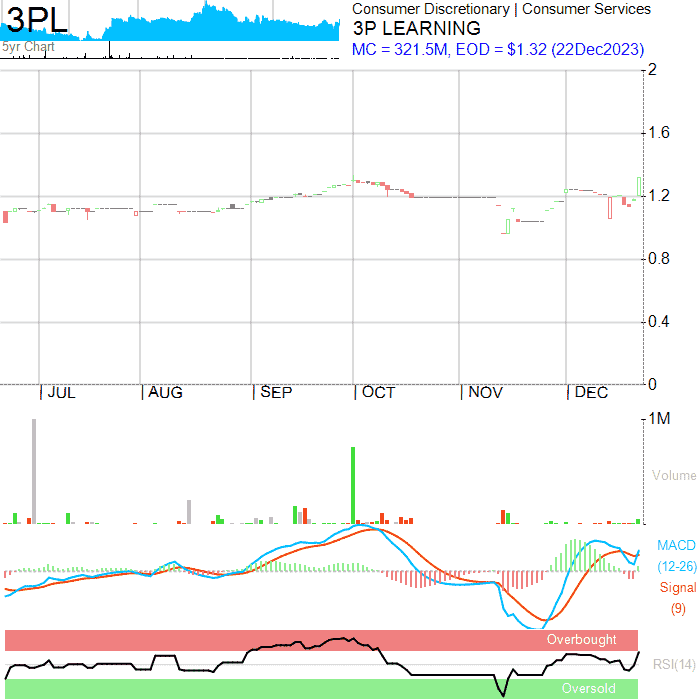 3PL
5yr Chart
Consumer Discretionary | Consumer Services
3P LEARNING
MC = 321.5M, EOD = $1.32 (22Dec2023)
2
1.6
1.2
0.8
0.4
0
JUL AUG SEP OCT NOV DEC
1M
Volume
MACD
(12-26)
Signal
(9)
Overbought
RSI(14)
Oversold